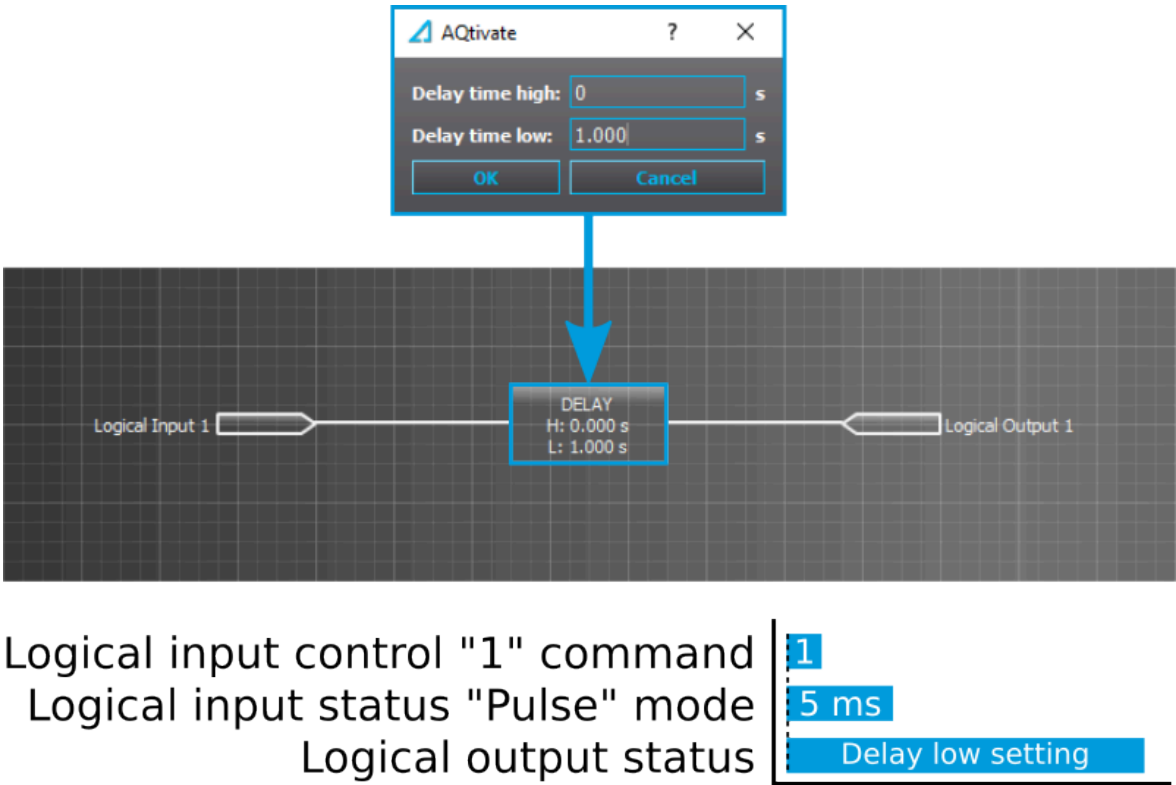 AQtivate ? ×
Delay time high: 0 s
Delay time low: 1.000 s
OK Cancel
DELAY
H: 0.000 s
L: 1.000 s
Logical Input 1
Logical Output 1
Logical input control "1" command 1
Logical input status "Pulse" mode 5 ms
Logical output status Delay low setting